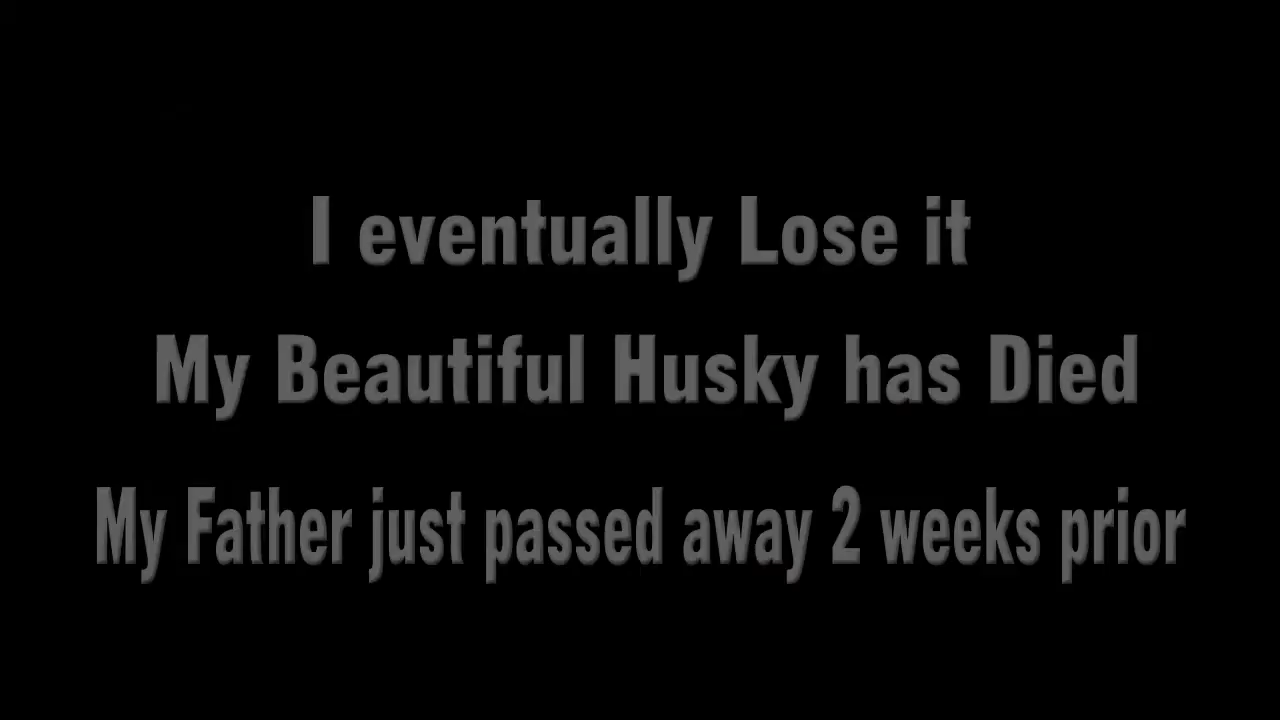 I eventually Lose it
My Beautiful Husky has Died
My Father just passed away 2 weeks prior